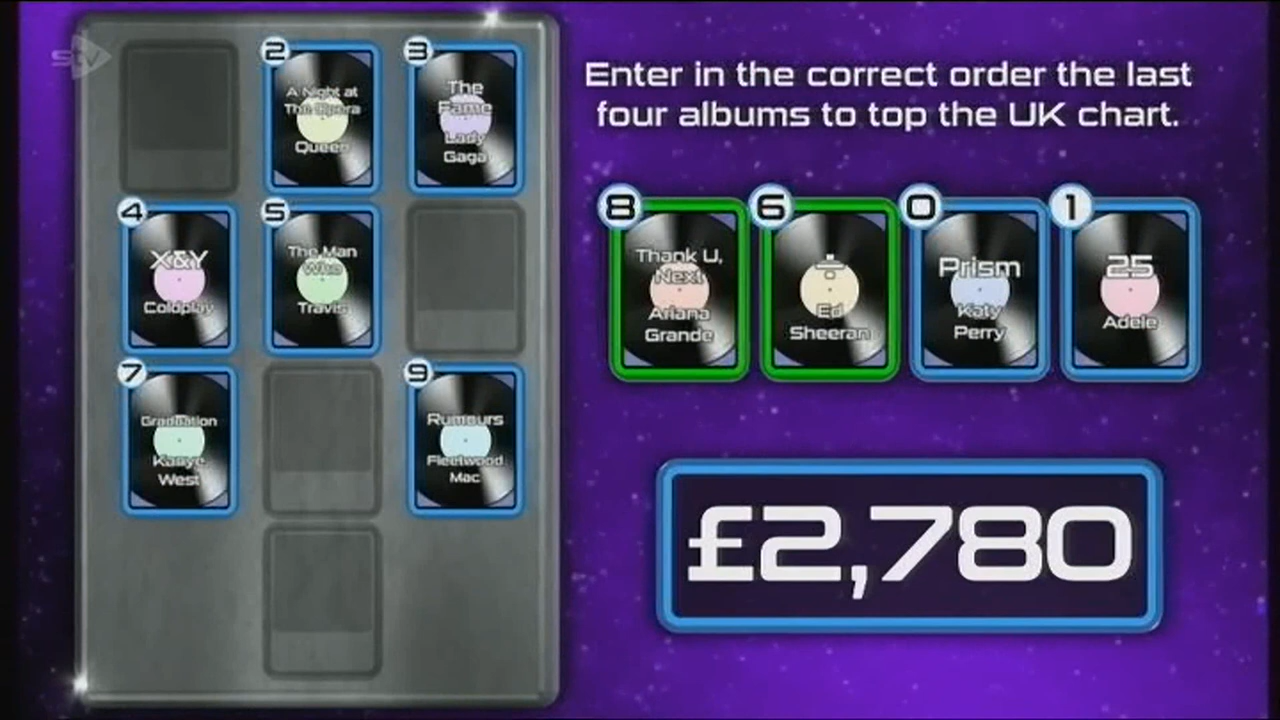 stv
2
A Night at
The Opera
Queen
3
The
Fame
Lady
Gaga
4
X&Y
Coldplay
5
The Man
Who
Travis
7
Graduation
Kanye
West
9
Rumours
Fleetwood
Mac
Enter in the correct order the last
four albums to top the UK chart.
8
Thank U,
Next
Ariana
Grande
6
÷
Ed
Sheeran
0
Prism
Katy
Perry
1
25
Adele
£2,780